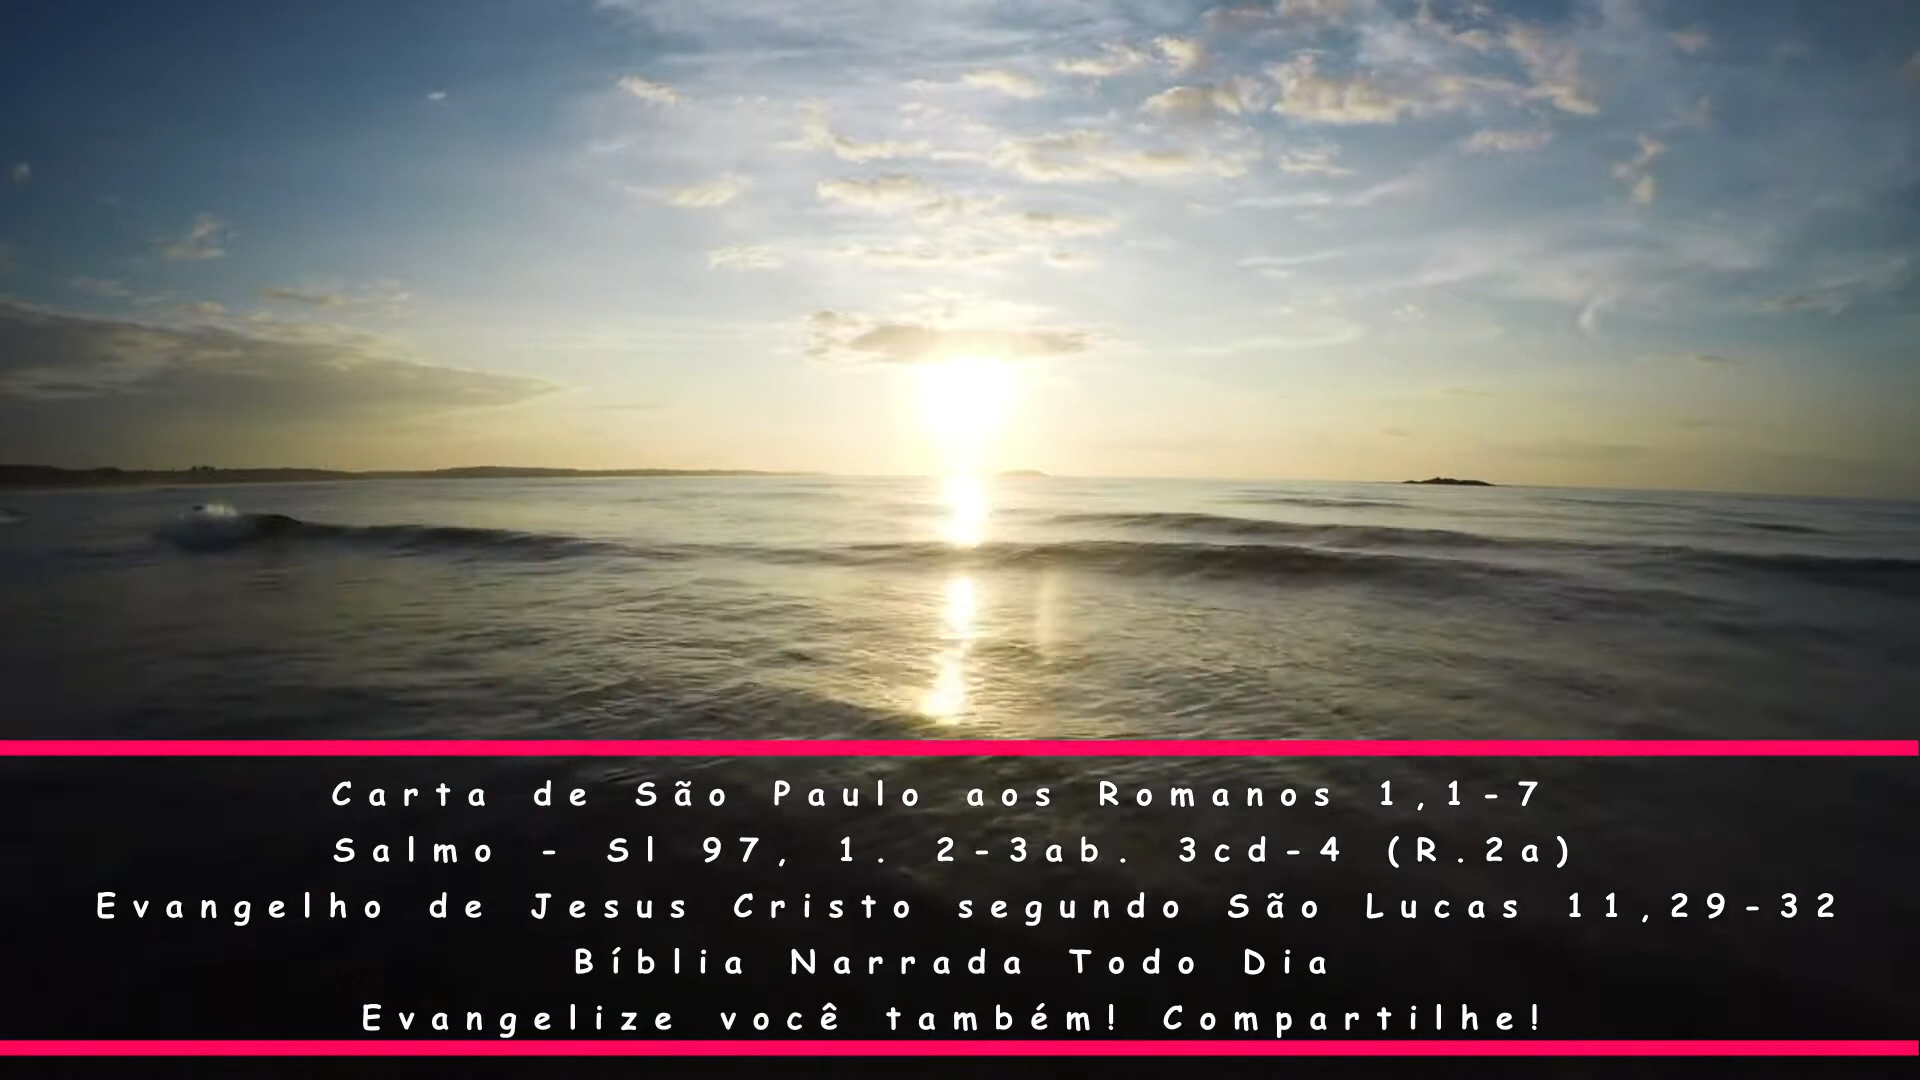 Carta de São Paulo aos Romanos 1,1-7
Salmo - Sl 97, 1. 2-3ab. 3cd-4 (R.2a)
Evangelho de Jesus Cristo segundo São Lucas 11,29-32
Bíblia Narrada Todo Dia
Evangelize você também! Compartilhe!